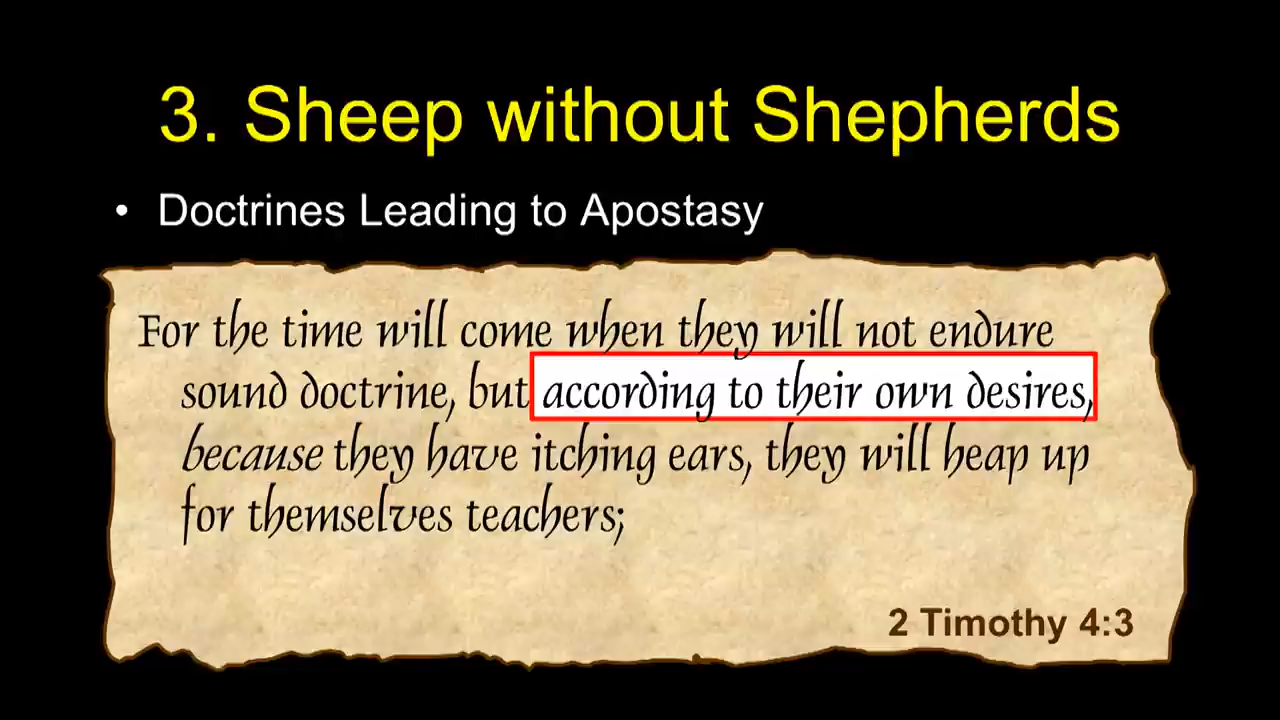 3. Sheep without Shepherds
• Doctrines Leading to Apostasy
For the time will come when they will not endure
sound doctrine, but according to their own desires,
because they have itching ears, they will heap up
for themselves teachers;
2 Timothy 4:3